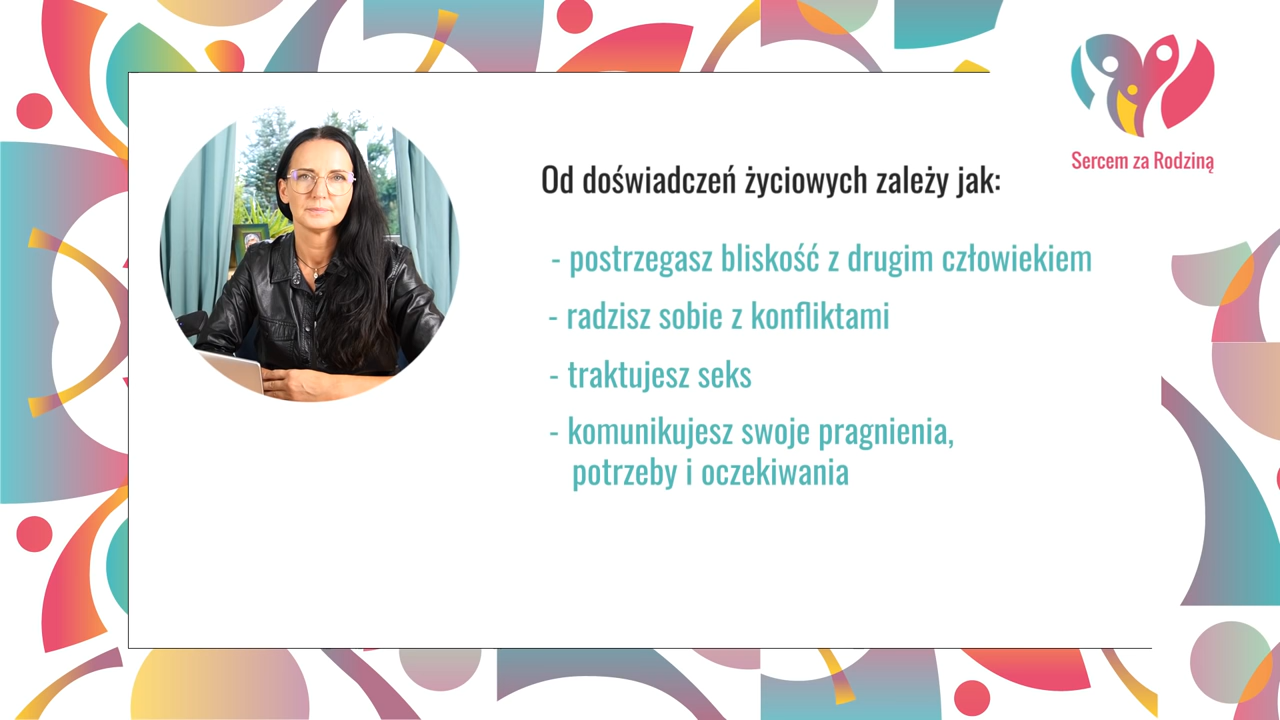 Sercem za Rodziną
Od doświadczeń życiowych zależy jak:
- postrzegasz bliskość z drugim człowiekiem
- radzisz sobie z konfliktami
- traktujesz seks
- komunikujesz swoje pragnienia,
potrzeby i oczekiwania